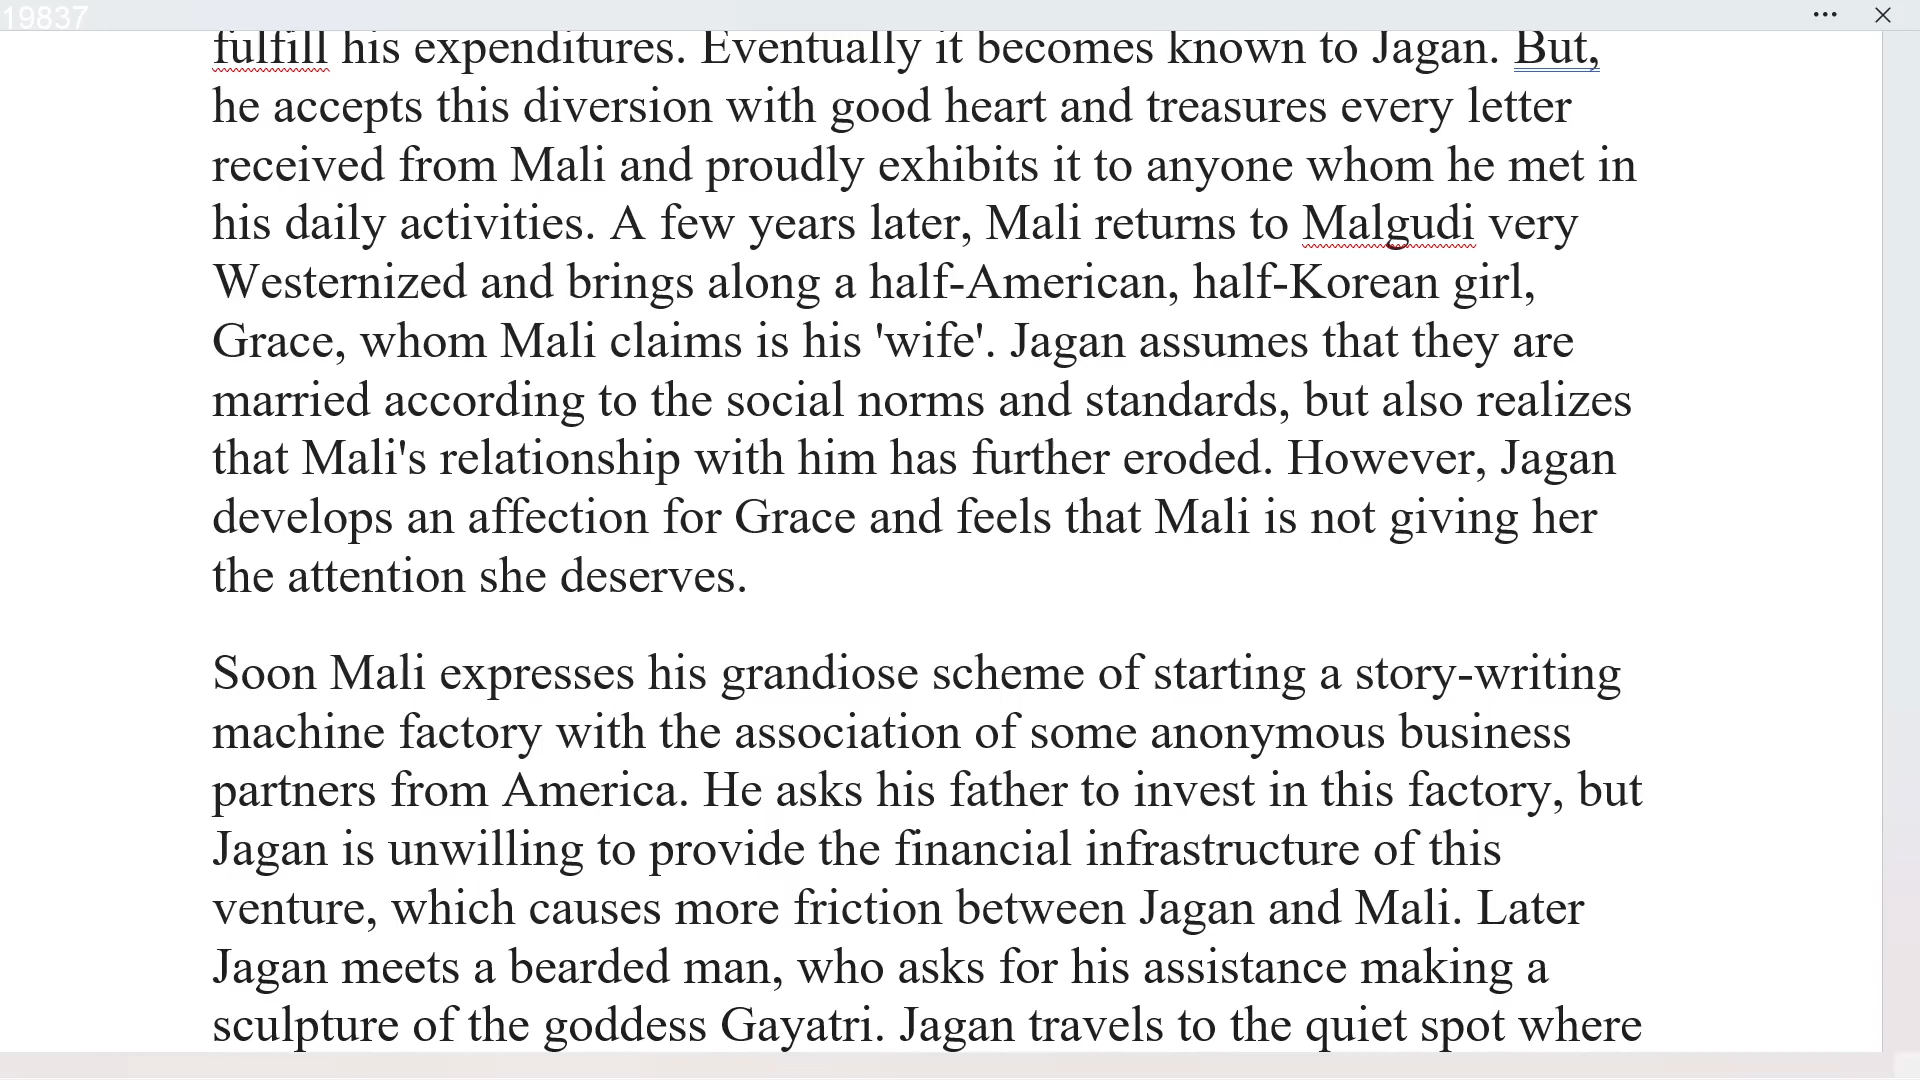 19837
fulfill his expenditures. Eventually it becomes known to Jagan. But,
he accepts this diversion with good heart and treasures every letter
received from Mali and proudly exhibits it to anyone whom he met in
his daily activities. A few years later, Mali returns to Malgudi very
Westernized and brings along a half-American, half-Korean girl,
Grace, whom Mali claims is his 'wife'. Jagan assumes that they are
married according to the social norms and standards, but also realizes
that Mali's relationship with him has further eroded. However, Jagan
develops an affection for Grace and feels that Mali is not giving her
the attention she deserves.
Soon Mali expresses his grandiose scheme of starting a story-writing
machine factory with the association of some anonymous business
partners from America. He asks his father to invest in this factory, but
Jagan is unwilling to provide the financial infrastructure of this
venture, which causes more friction between Jagan and Mali. Later
Jagan meets a bearded man, who asks for his assistance making a
sculpture of the goddess Gayatri. Jagan travels to the quiet spot where